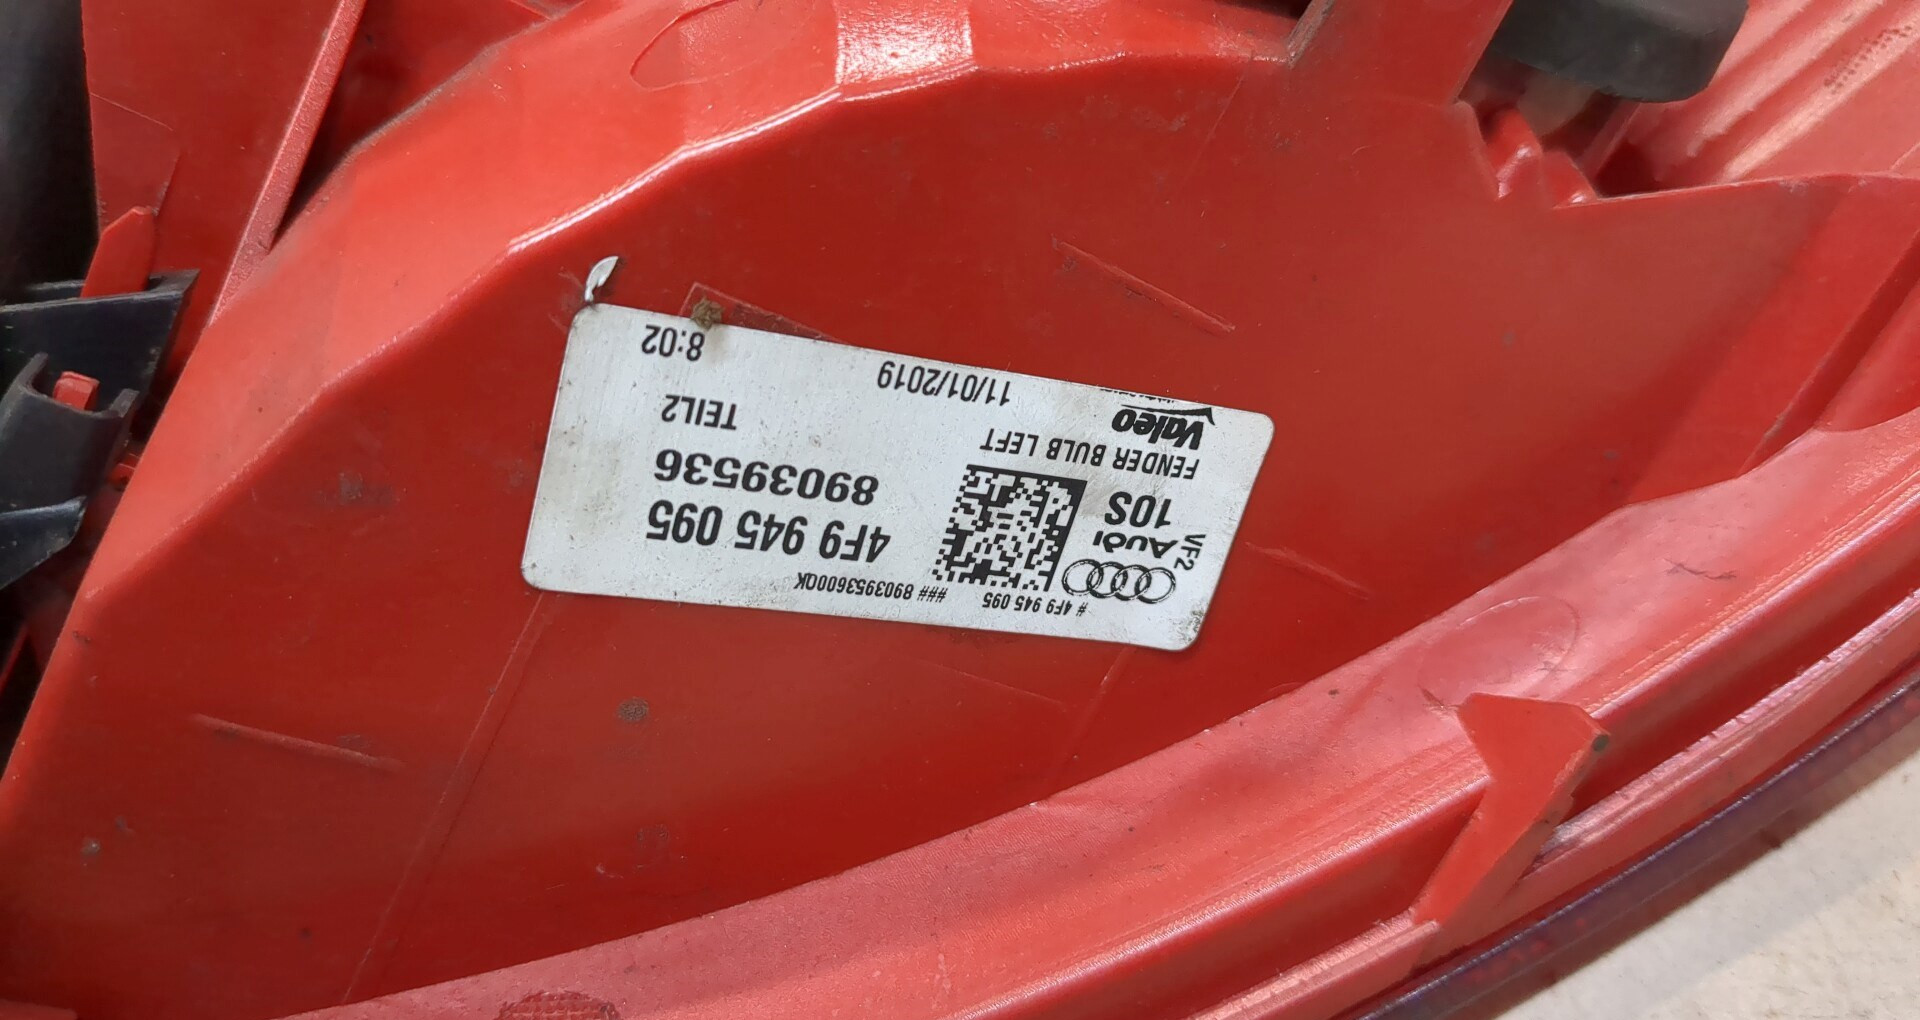 # 4F9 945 095 ### 8903953600QK
Audi VF2
10S
4F9 945 095
89039536
FENDER BULB LEFT
TEIL2
Valeo
11/01/2019
8:02